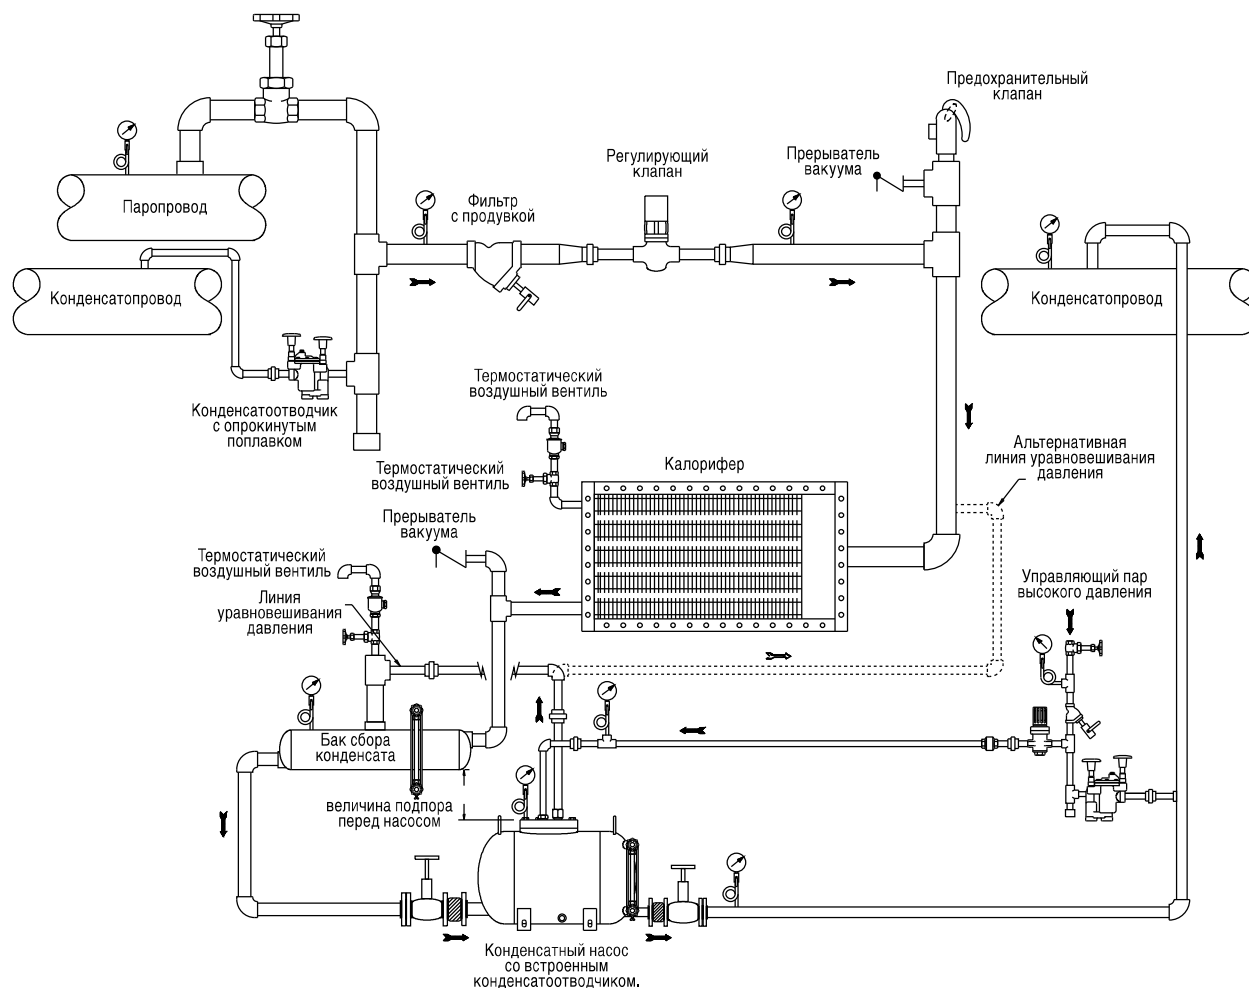 Предохранительный
клапан
Прерыватель
вакуума
Регулирующий
клапан
Фильтр
с продувкой
Паропровод
Конденсатопровод
Конденсатопровод
Конденсатоотводчик
с опрокинутым
поплавком
Термостатический
воздушный вентиль
Термостатический
воздушный вентиль
Калорифер
Альтернативная
линия уравновешивания
давления
Прерыватель
вакуума
Термостатический
воздушный вентиль
Линия
уравновешивания
давления
Управляющий пар
высокого давления
Бак сбора
конденсата
величина подпора
перед насосом
Конденсатный насос
со встроенным
конденсатоотводчиком.